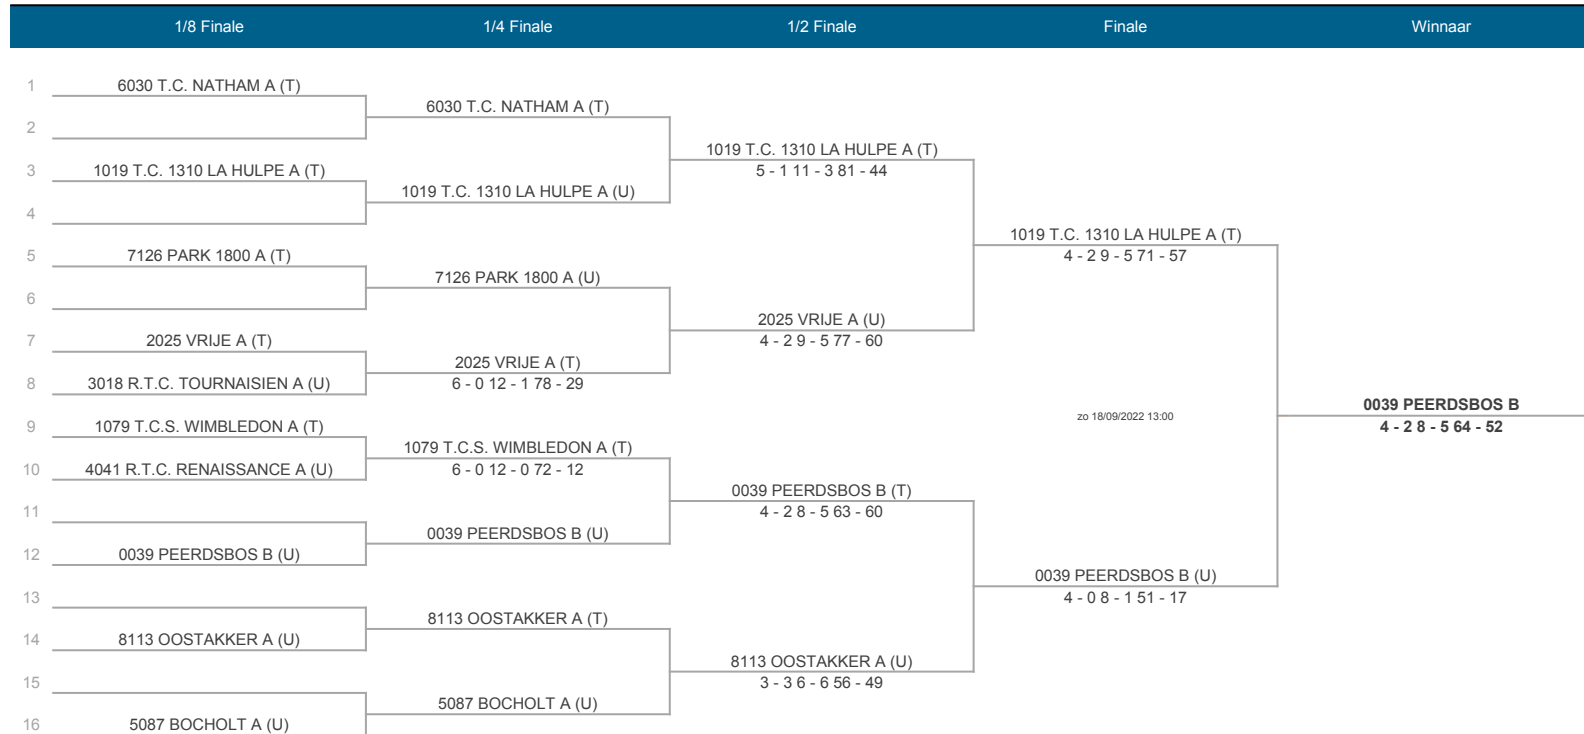 1/8 Finale
1/4 Finale
1/2 Finale
Finale
Winnaar
1
6030 T.C. NATHAM A (T)
2
3
1019 T.C. 1310 LA HULPE A (T)
4
5
7126 PARK 1800 A (T)
6
7
2025 VRIJE A (T)
8
3018 R.T.C. TOURNAISIEN A (U)
9
1079 T.C.S. WIMBLEDON A (T)
10
4041 R.T.C. RENAISSANCE A (U)
11
12
0039 PEERDSBOS B (U)
13
14
8113 OOSTAKKER A (U)
15
16
5087 BOCHOLT A (U)
6030 T.C. NATHAM A (T)
1019 T.C. 1310 LA HULPE A (U)
7126 PARK 1800 A (U)
2025 VRIJE A (T)
6 - 0 12 - 1 78 - 29
1079 T.C.S. WIMBLEDON A (T)
6 - 0 12 - 0 72 - 12
0039 PEERDSBOS B (U)
8113 OOSTAKKER A (T)
5087 BOCHOLT A (U)
1019 T.C. 1310 LA HULPE A (T)
5 - 1 11 - 3 81 - 44
2025 VRIJE A (U)
4 - 2 9 - 5 77 - 60
0039 PEERDSBOS B (T)
4 - 2 8 - 5 63 - 60
8113 OOSTAKKER A (U)
3 - 3 6 - 6 56 - 49
1019 T.C. 1310 LA HULPE A (T)
4 - 2 9 - 5 71 - 57
zo 18/09/2022 13:00
0039 PEERDSBOS B (U)
4 - 0 8 - 1 51 - 17
0039 PEERDSBOS B
4 - 2 8 - 5 64 - 52